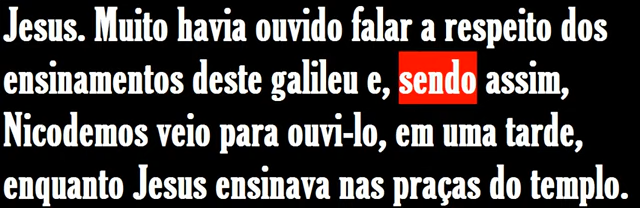 Jesus. Muito havia ouvido falar a respeito dos
ensinamentos deste galileu e, sendo assim,
Nicodemos veio para ouvi-lo, em uma tarde,
enquanto Jesus ensinava nas praças do templo.